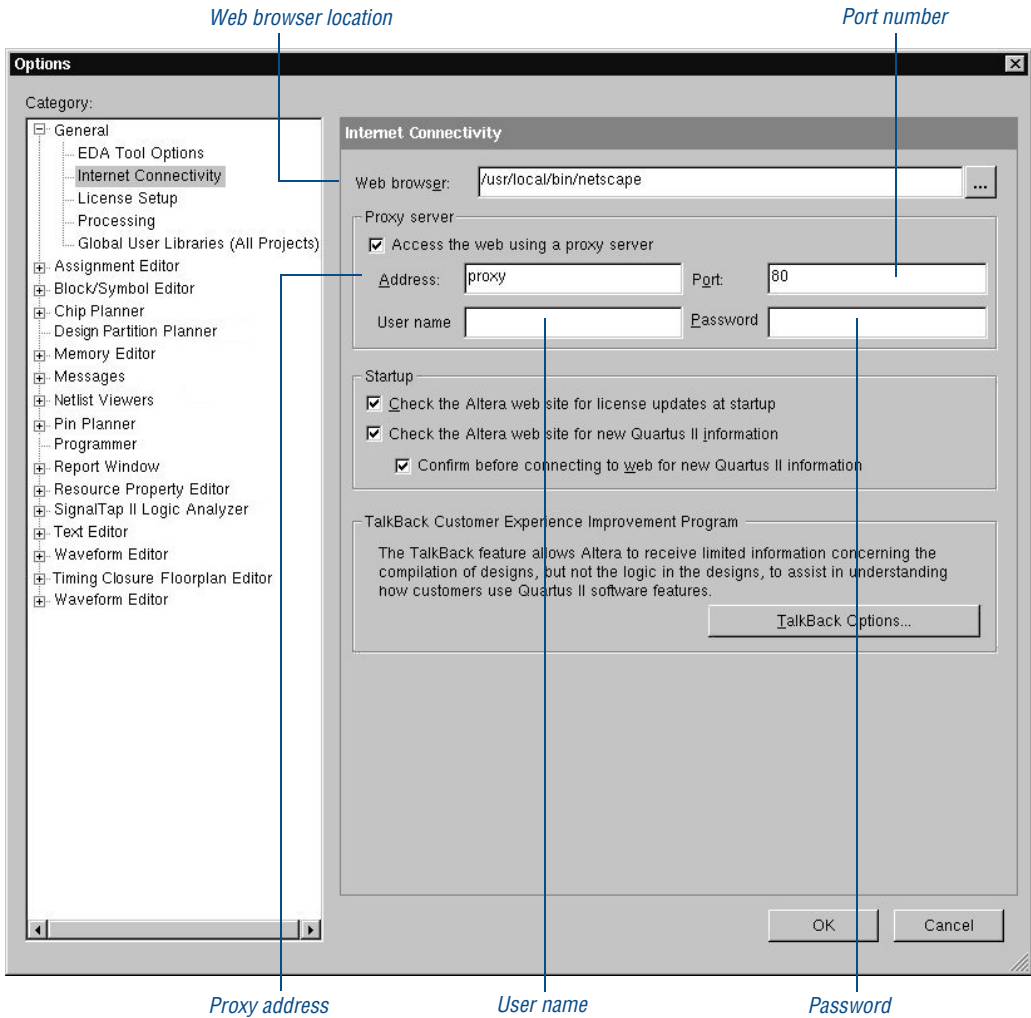 Web browser location
Port number
Options
Category:
General
EDA Tool Options
Internet Connectivity
License Setup
Processing
Global User Libraries (All Projects)
Assignment Editor
Block/Symbol Editor
Chip Planner
Design Partition Planner
Memory Editor
Messages
Netlist Viewers
Pin Planner
Programmer
Report Window
Resource Property Editor
SignalTap II Logic Analyzer
Text Editor
Waveform Editor
Timing Closure Floorplan Editor
Waveform Editor
Internet Connectivity
Web browser: /usr/local/bin/netscape ...
Proxy server
Access the web using a proxy server
Address: proxy Port: 80
User name Password
Startup
Check the Altera web site for license updates at startup
Check the Altera web site for new Quartus II information
Confirm before connecting to web for new Quartus II information
TalkBack Customer Experience Improvement Program
The TalkBack feature allows Altera to receive limited information concerning the
compilation of designs, but not the logic in the designs, to assist in understanding
how customers use Quartus II software features.
TalkBack Options...
OK Cancel
Proxy address
User name
Password